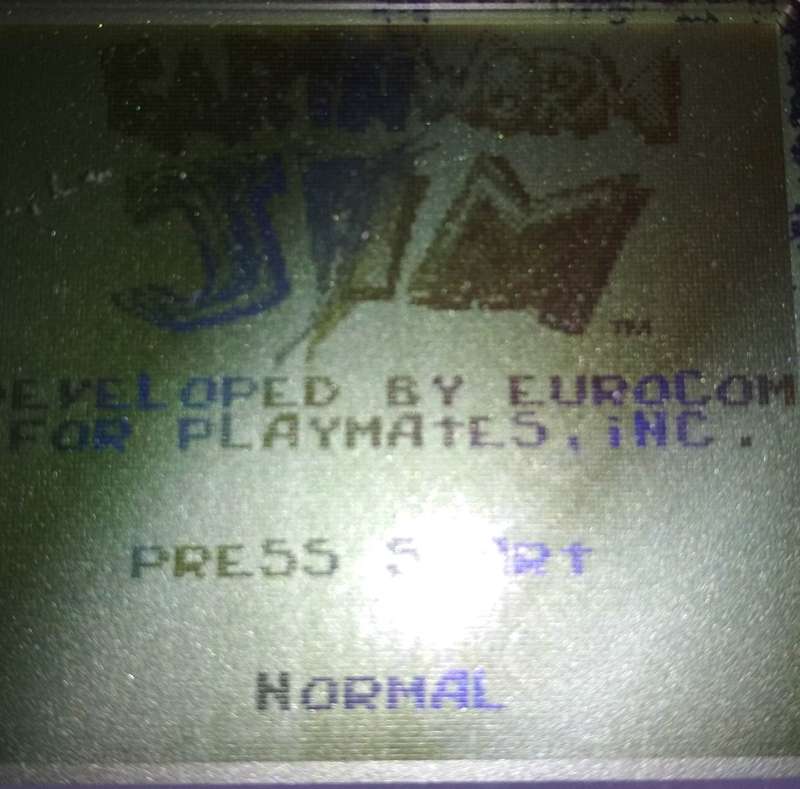 EARTHWORM
JIM TM
DEVELOPED BY EUROCOM
FOR PLAYMATES, INC.
PRESS START
NORMAL